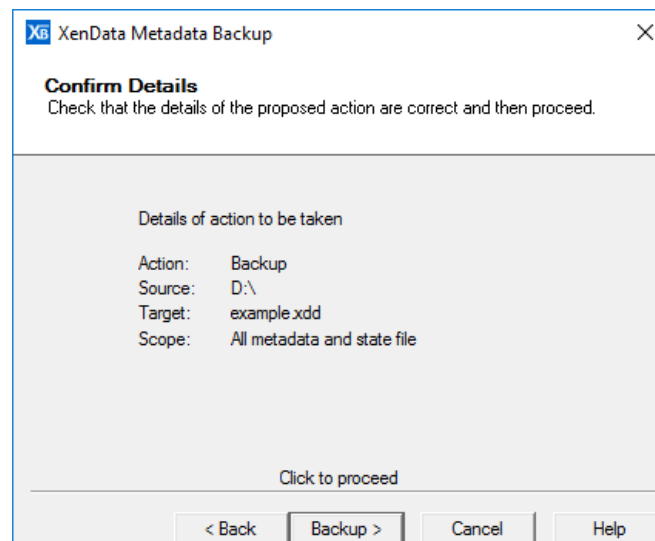 XB XenData Metadata Backup
Confirm Details
Check that the details of the proposed action are correct and then proceed.
Details of action to be taken
Action: Backup
Source: D:\
Target: example.xdd
Scope: All metadata and state file
Click to proceed
< Back Backup > Cancel Help